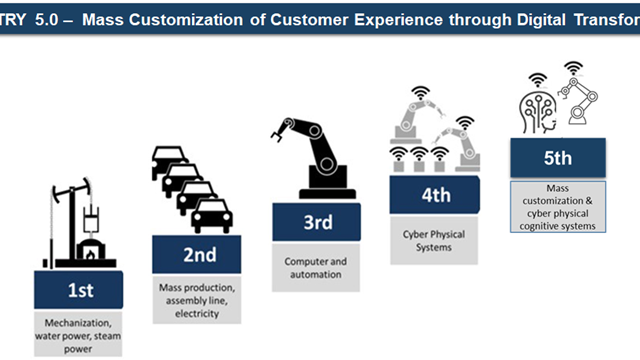 TRY 5.0 – Mass Customization of Customer Experience through Digital Transfor
1st
Mechanization,
water power, steam
power
2nd
Mass production,
assembly line,
electricity
3rd
Computer and
automation
4th
Cyber Physical
Systems
5th
Mass
customization &
cyber physical
cognitive systems